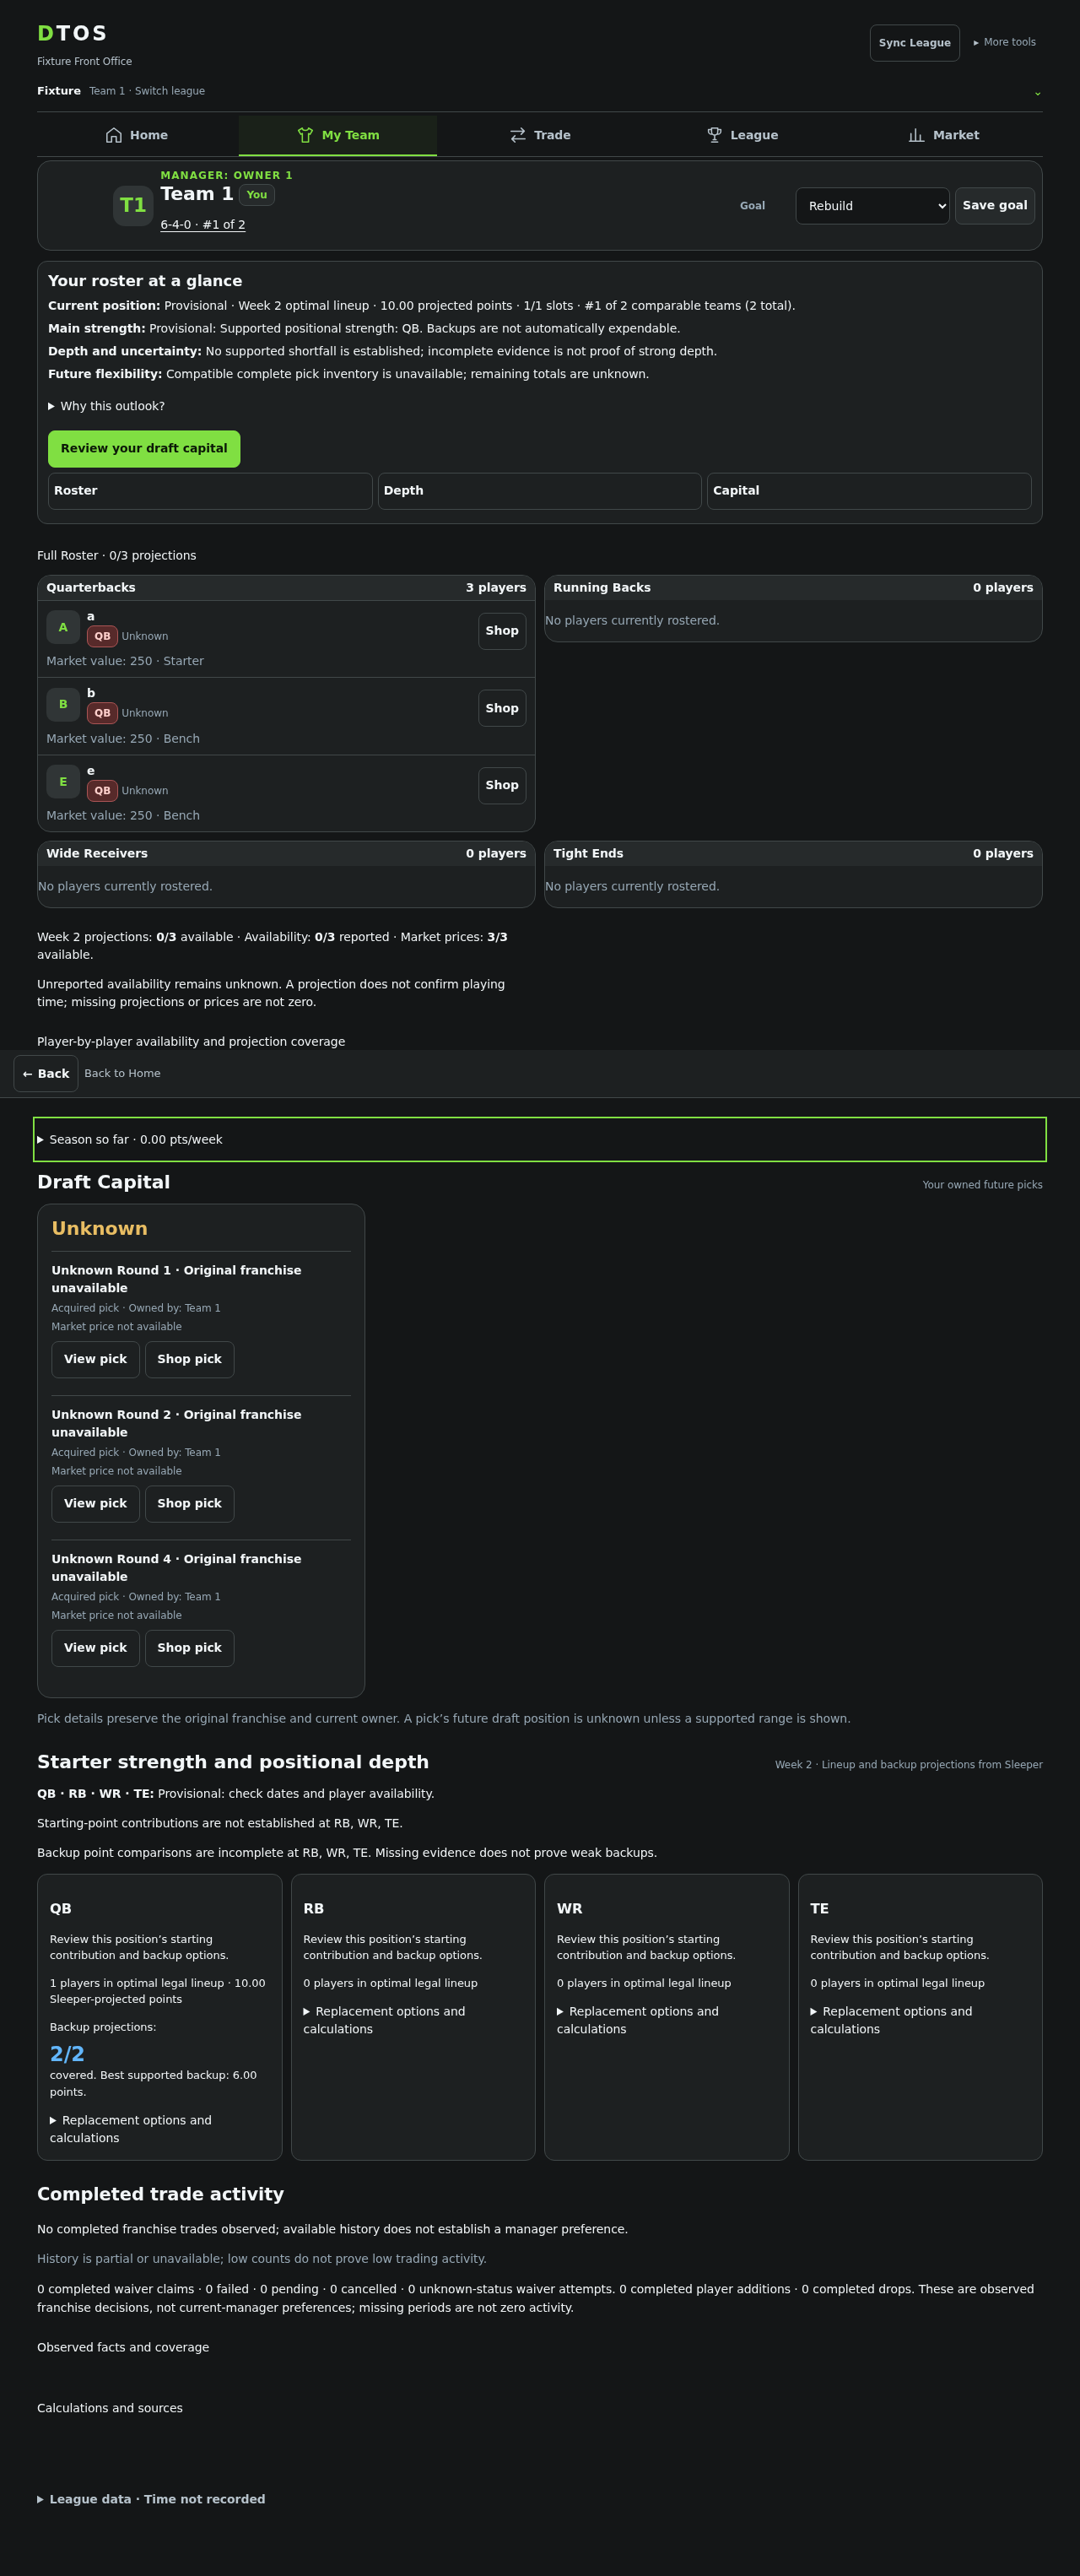 DTOS
Fixture Front Office
Sync League
▸ More tools
Fixture Team 1 · Switch league
Home
My Team
Trade
League
Market
T1
MANAGER: OWNER 1
Team 1 You
6-4-0 · #1 of 2
Goal
Rebuild
Save goal
Your roster at a glance
Current position: Provisional · Week 2 optimal lineup · 10.00 projected points · 1/1 slots · #1 of 2 comparable teams (2 total).
Main strength: Provisional: Supported positional strength: QB. Backups are not automatically expendable.
Depth and uncertainty: No supported shortfall is established; incomplete evidence is not proof of strong depth.
Future flexibility: Compatible complete pick inventory is unavailable; remaining totals are unknown.
▶ Why this outlook?
Review your draft capital
Roster
Depth
Capital
Full Roster · 0/3 projections
Quarterbacks 3 players
A
a
QB Unknown
Shop
Market value: 250 · Starter
B
b
QB Unknown
Shop
Market value: 250 · Bench
E
e
QB Unknown
Shop
Market value: 250 · Bench
Running Backs 0 players
No players currently rostered.
Wide Receivers 0 players
No players currently rostered.
Tight Ends 0 players
No players currently rostered.
Week 2 projections: 0/3 available · Availability: 0/3 reported · Market prices: 3/3
available.
Unreported availability remains unknown. A projection does not confirm playing
time; missing projections or prices are not zero.
Player-by-player availability and projection coverage
← Back Back to Home
▶ Season so far · 0.00 pts/week
Draft Capital
Your owned future picks
Unknown
Unknown Round 1 · Original franchise
unavailable
Acquired pick · Owned by: Team 1
Market price not available
View pick
Shop pick
Unknown Round 2 · Original franchise
unavailable
Acquired pick · Owned by: Team 1
Market price not available
View pick
Shop pick
Unknown Round 4 · Original franchise
unavailable
Acquired pick · Owned by: Team 1
Market price not available
View pick
Shop pick
Pick details preserve the original franchise and current owner. A pick's future draft position is unknown unless a supported range is shown.
Starter strength and positional depth
Week 2 · Lineup and backup projections from Sleeper
QB · RB · WR · TE: Provisional: check dates and player availability.
Starting-point contributions are not established at RB, WR, TE.
Backup point comparisons are incomplete at RB, WR, TE. Missing evidence does not prove weak backups.
QB
Review this position's starting
contribution and backup options.
1 players in optimal legal lineup · 10.00
Sleeper-projected points
Backup projections:
2/2
covered. Best supported backup: 6.00
points.
▶ Replacement options and
calculations
RB
Review this position's starting
contribution and backup options.
0 players in optimal legal lineup
▶ Replacement options and
calculations
WR
Review this position's starting
contribution and backup options.
0 players in optimal legal lineup
▶ Replacement options and
calculations
TE
Review this position's starting
contribution and backup options.
0 players in optimal legal lineup
▶ Replacement options and
calculations
Completed trade activity
No completed franchise trades observed; available history does not establish a manager preference.
History is partial or unavailable; low counts do not prove low trading activity.
0 completed waiver claims · 0 failed · 0 pending · 0 cancelled · 0 unknown-status waiver attempts. 0 completed player additions · 0 completed drops. These are observed
franchise decisions, not current-manager preferences; missing periods are not zero activity.
Observed facts and coverage
Calculations and sources
▶ League data · Time not recorded